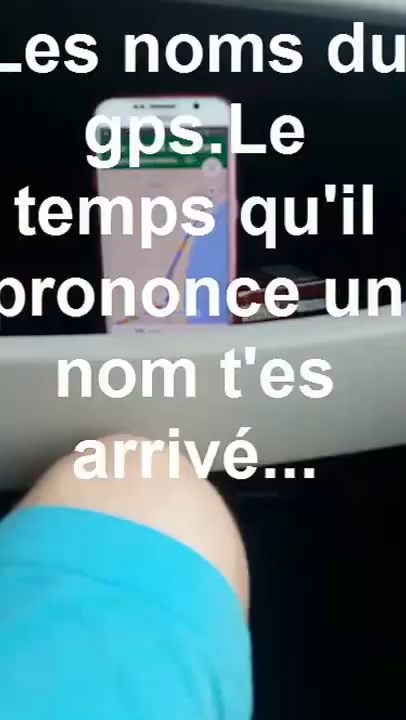 Les noms du
gps.Le
temps qu'il
prononce un
nom t'es
arrivé...